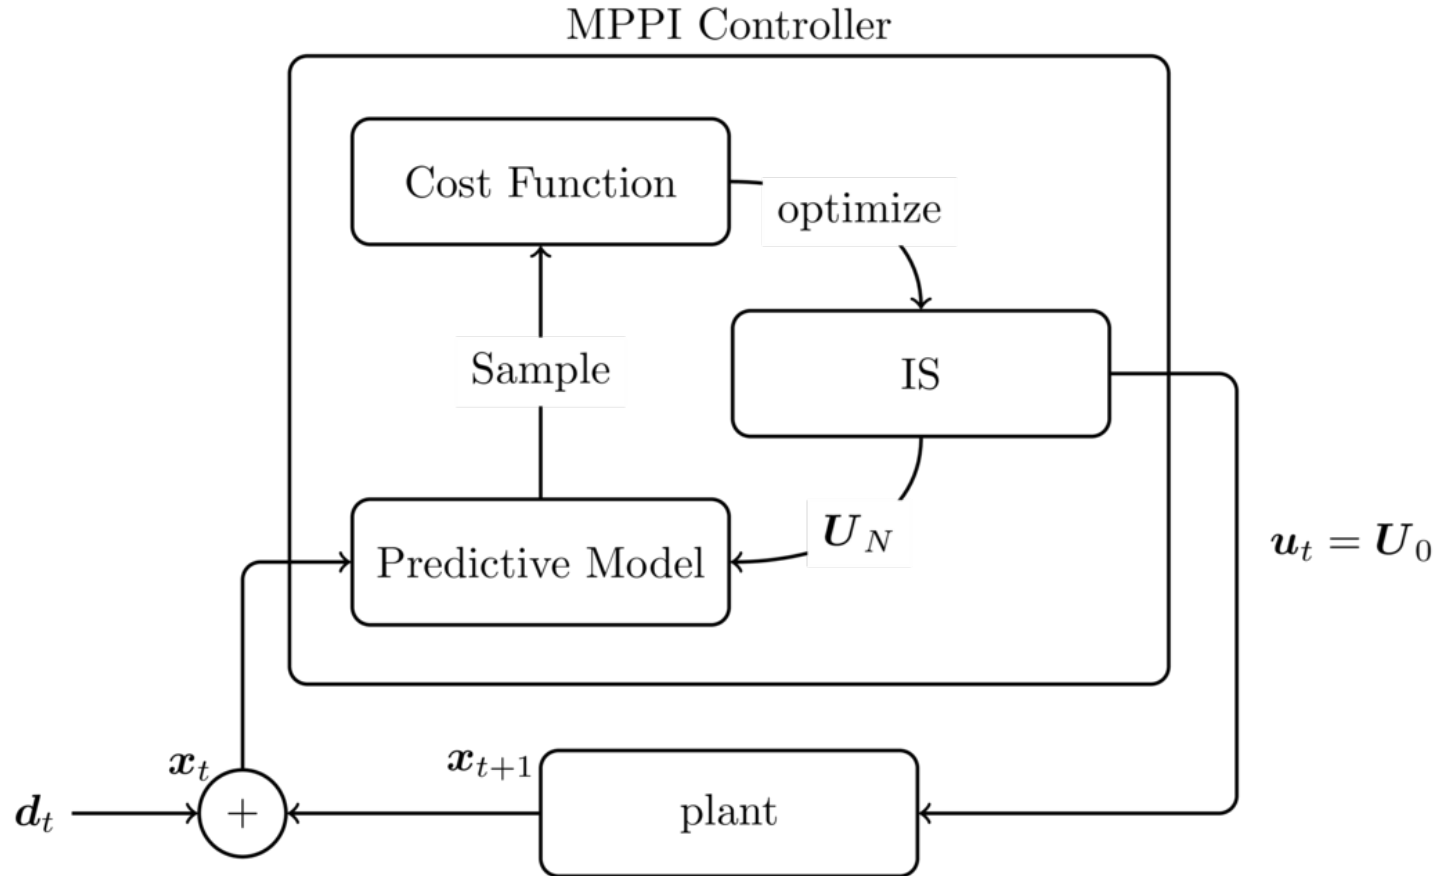 MPPI Controller
Cost Function
optimize
Sample
IS
U_N
Predictive Model
u_t = U_0
x_t
x_{t+1}
d_t
+
plant